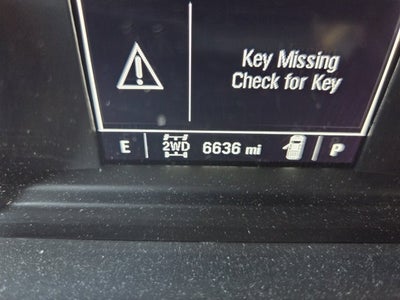 Key Missing
Check for Key
E 2WD 6636 mi P